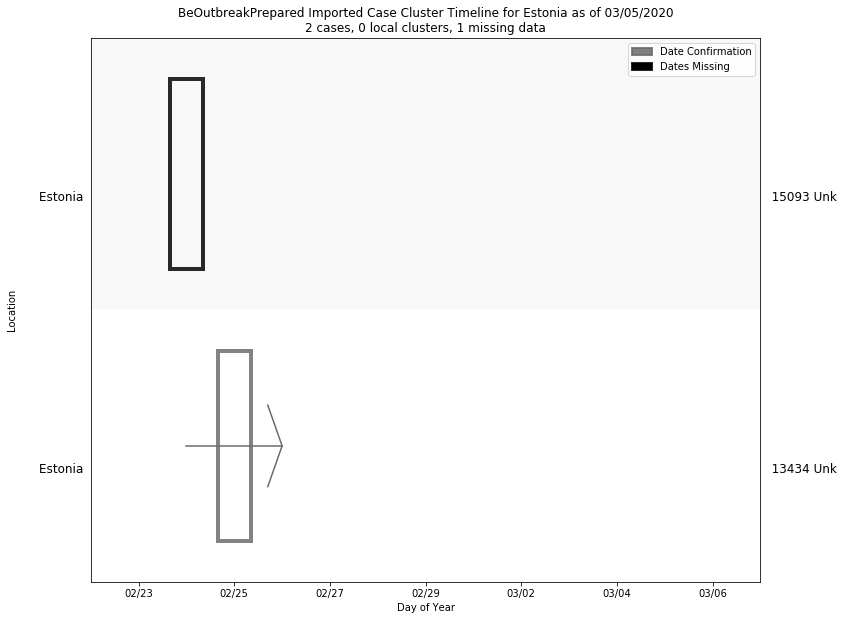 BeOutbreakPrepared Imported Case Cluster Timeline for Estonia as of 03/05/2020
2 cases, 0 local clusters, 1 missing data
Date Confirmation
Dates Missing
Estonia
15093 Unk
Location
Estonia
13434 Unk
02/23
02/25
02/27
02/29
03/02
03/04
03/06
Day of Year